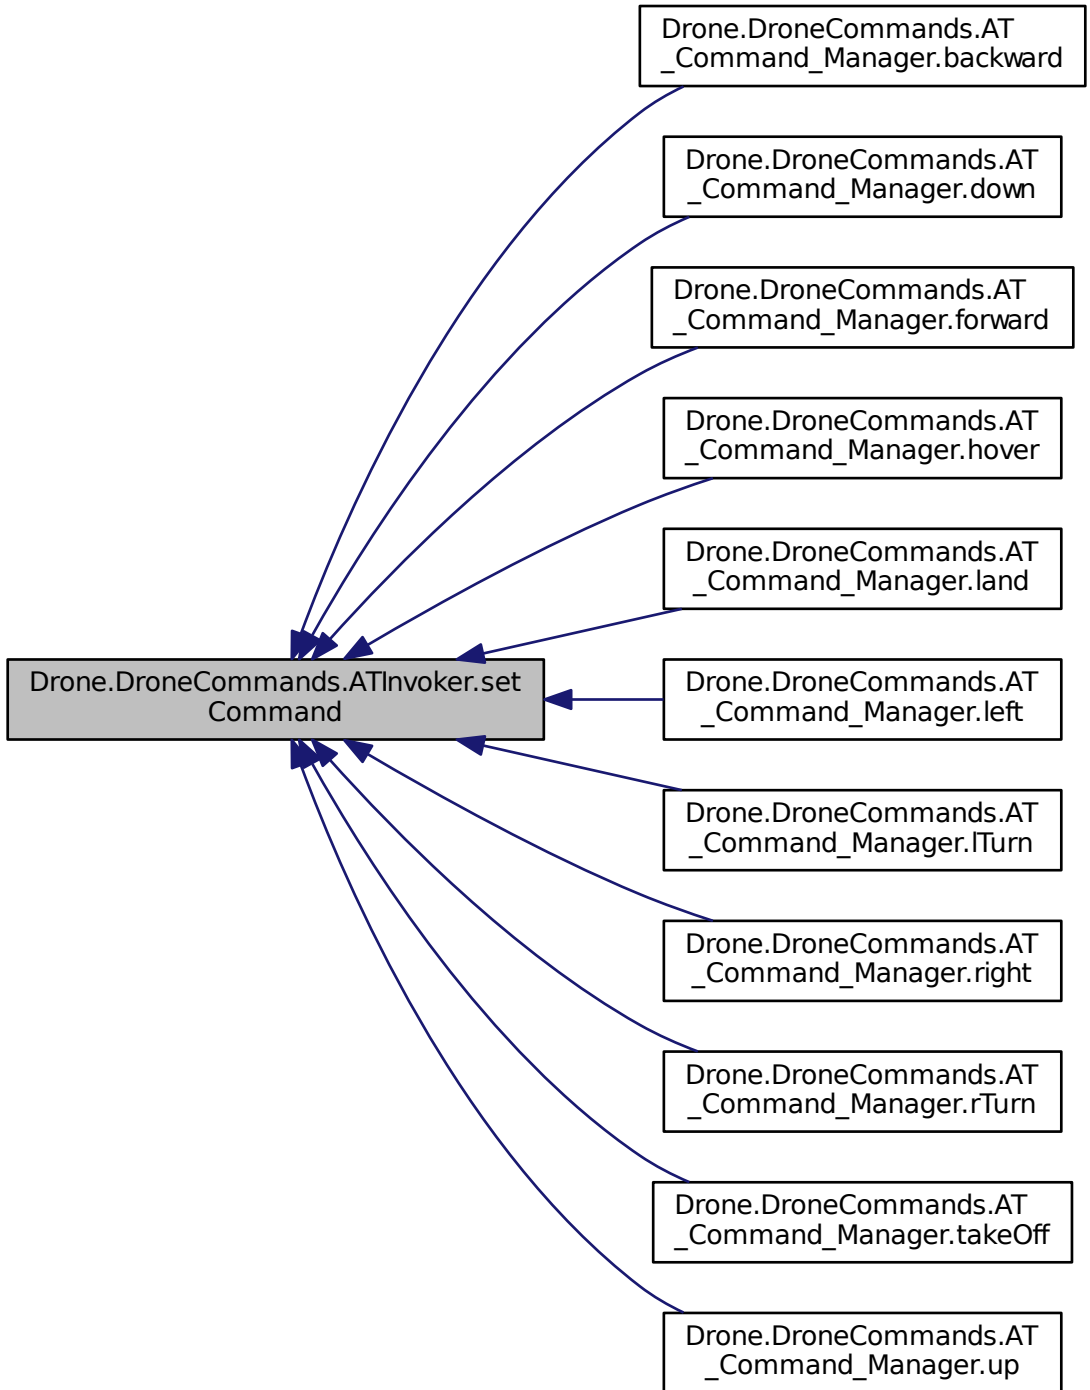 Drone.DroneCommands.AT
_Command_Manager.backward
Drone.DroneCommands.AT
_Command_Manager.down
Drone.DroneCommands.AT
_Command_Manager.forward
Drone.DroneCommands.AT
_Command_Manager.hover
Drone.DroneCommands.AT
_Command_Manager.land
Drone.DroneCommands.ATInvoker.set
Command
Drone.DroneCommands.AT
_Command_Manager.left
Drone.DroneCommands.AT
_Command_Manager.lTurn
Drone.DroneCommands.AT
_Command_Manager.right
Drone.DroneCommands.AT
_Command_Manager.rTurn
Drone.DroneCommands.AT
_Command_Manager.takeOff
Drone.DroneCommands.AT
_Command_Manager.up